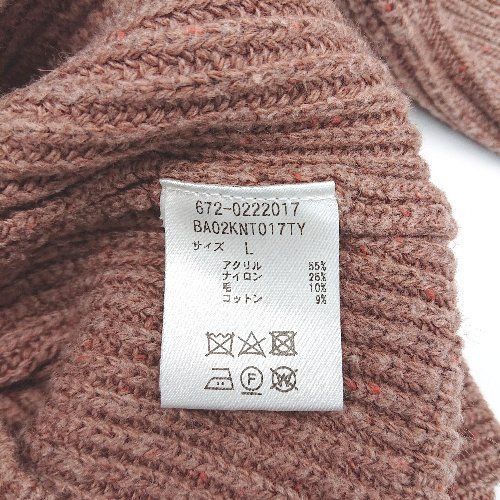 672-0222017
BA02KNT017TY
サイズ L
アクリル 55%
ナイロン 26%
毛 10%
コットン 9%
F
W